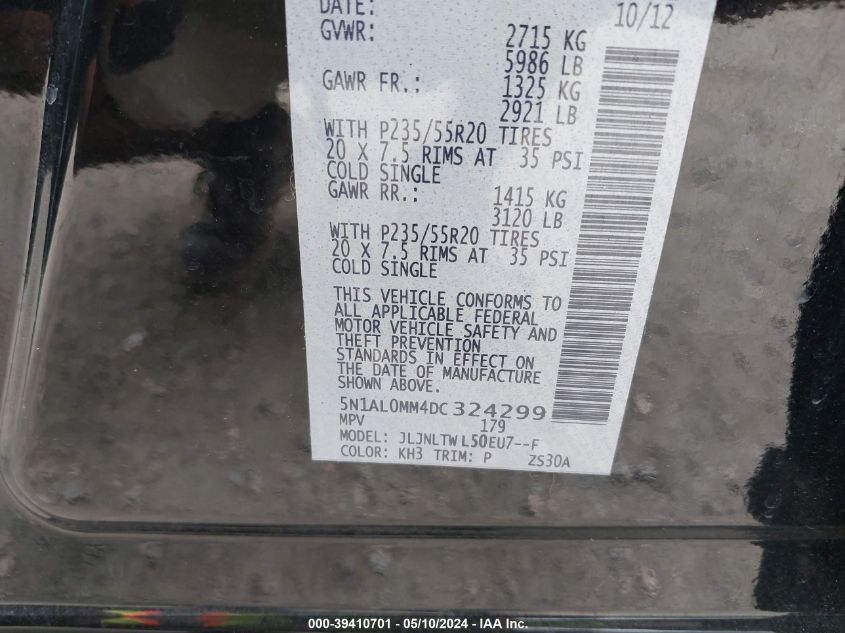 DATE: 10/12
GVWR: 2715 KG
5986 LB
GAWR FR.: 1325 KG
2921 LB
WITH P235/55R20 TIRES
20 X 7.5 RIMS AT 35 PSI
COLD SINGLE
GAWR RR.: 1415 KG
3120 LB
WITH P235/55R20 TIRES
20 X 7.5 RIMS AT 35 PSI
COLD SINGLE
THIS VEHICLE CONFORMS TO
ALL APPLICABLE FEDERAL
MOTOR VEHICLE SAFETY AND
THEFT PREVENTION
STANDARDS IN EFFECT ON
THE DATE OF MANUFACTURE
SHOWN ABOVE.
5N1AL0MM4DC324299
MPV 179
MODEL: JLJNLTWL50EU7--F
COLOR: KH3 TRIM: P ZS30A
000-39410701 - 05/10/2024 - IAA Inc.